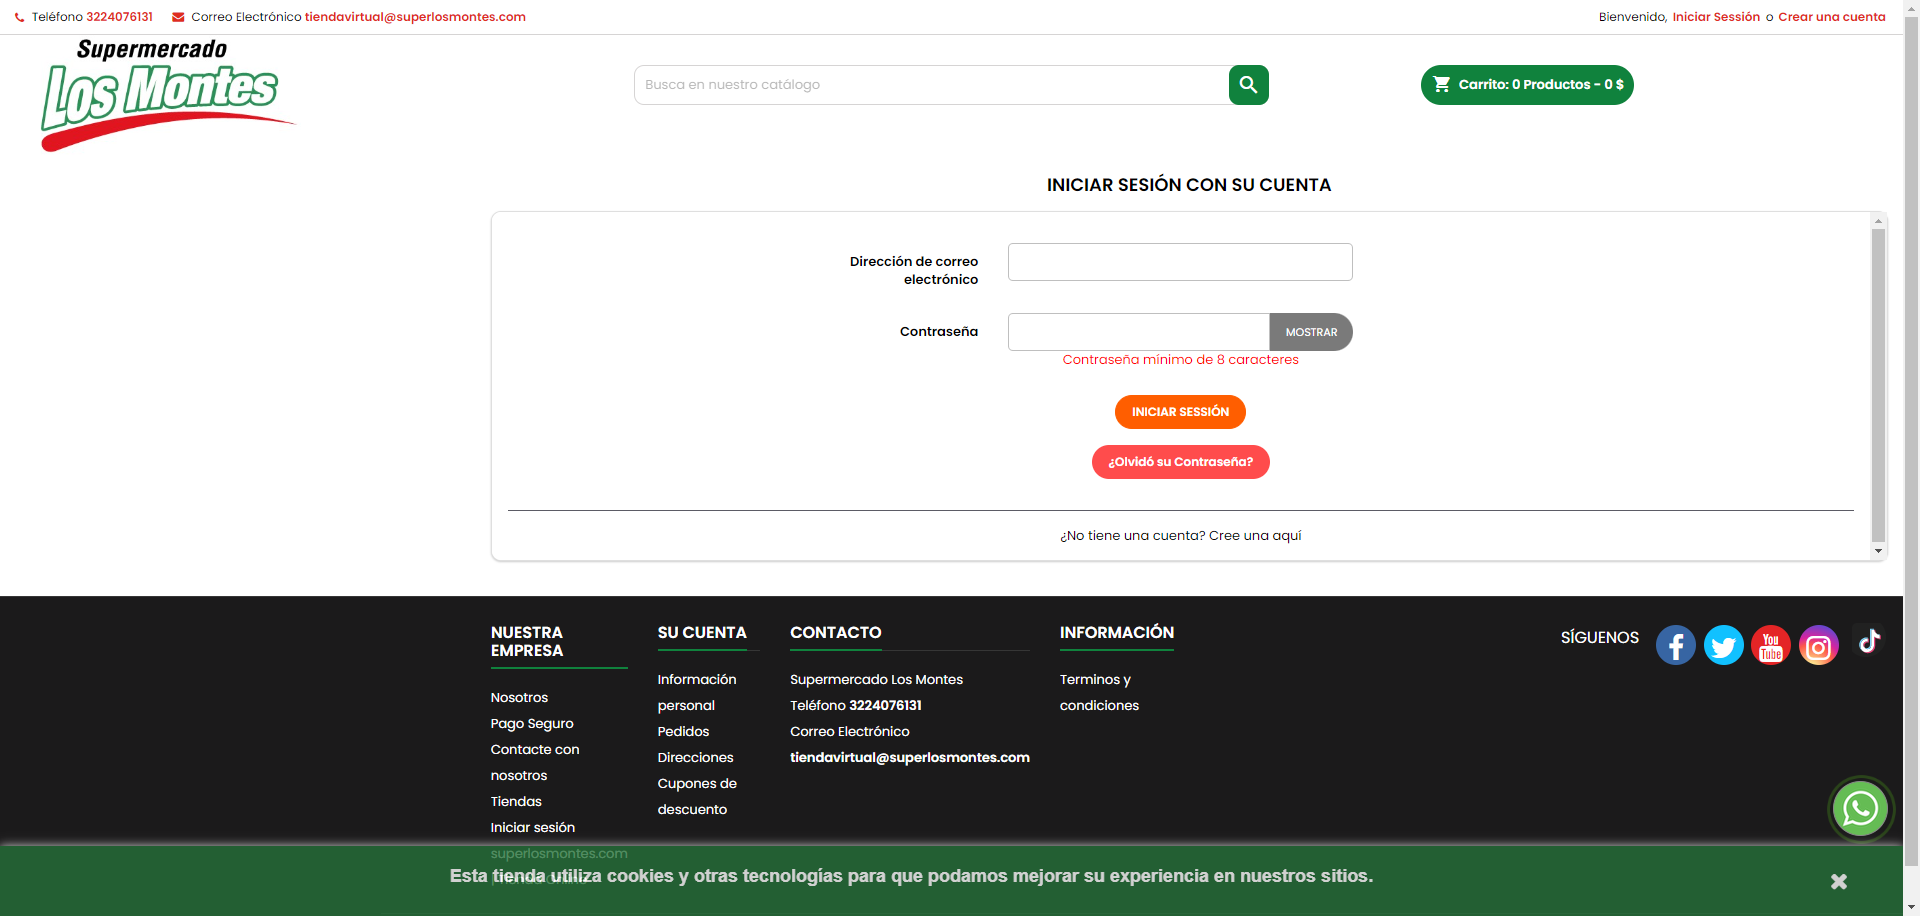 Teléfono 3224076131 Correo Electrónico tiendavirtual@superlosmontes.com
Bienvenido, Iniciar Sessión o Crear una cuenta
Supermercado
Los Montes
Busca en nuestro catálogo
Carrito: 0 Productos - 0 $
INICIAR SESIÓN CON SU CUENTA
Dirección de correo
electrónico
Contraseña
MOSTRAR
Contraseña mínimo de 8 caracteres
INICIAR SESSIÓN
¿Olvidó su Contraseña?
¿No tiene una cuenta? Cree una aquí
NUESTRA
EMPRESA
Nosotros
Pago Seguro
Contacte con
nosotros
Tiendas
Iniciar sesión
superlosmontes.com
SU CUENTA
Información
personal
Pedidos
Direcciones
Cupones de
descuento
CONTACTO
Supermercado Los Montes
Teléfono 3224076131
Correo Electrónico
tiendavirtual@superlosmontes.com
INFORMACIÓN
Terminos y
condiciones
SÍGUENOS
You
Tube
Esta tienda utiliza cookies y otras tecnologías para que podamos mejorar su experiencia en nuestros sitios.